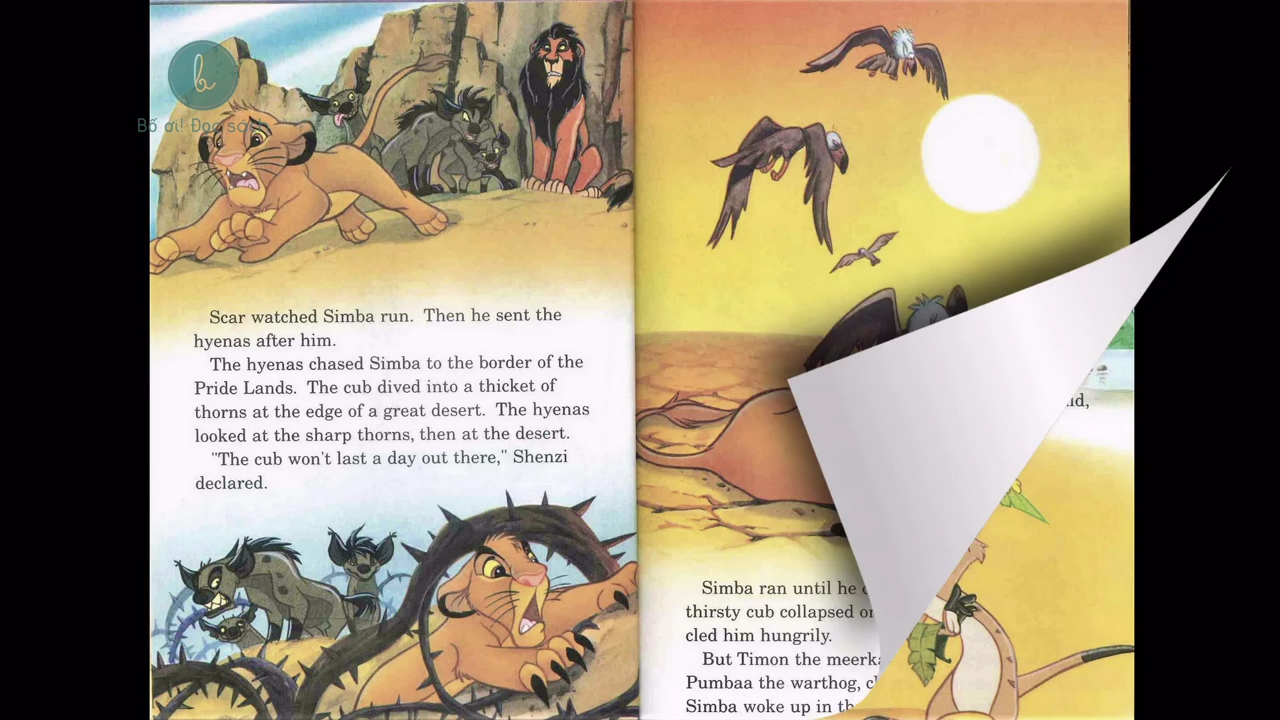 b
Bố ơi! Đọc sách
Scar watched Simba run. Then he sent the
hyenas after him.
The hyenas chased Simba to the border of the
Pride Lands. The cub dived into a thicket of
thorns at the edge of a great desert. The hyenas
looked at the sharp thorns, then at the desert.
"The cub won't last a day out there," Shenzi
declared.
Simba ran until he
thirsty cub collapsed
cled him hungrily.
But Timon the
Pumbaa the warthog,
Simba woke up in